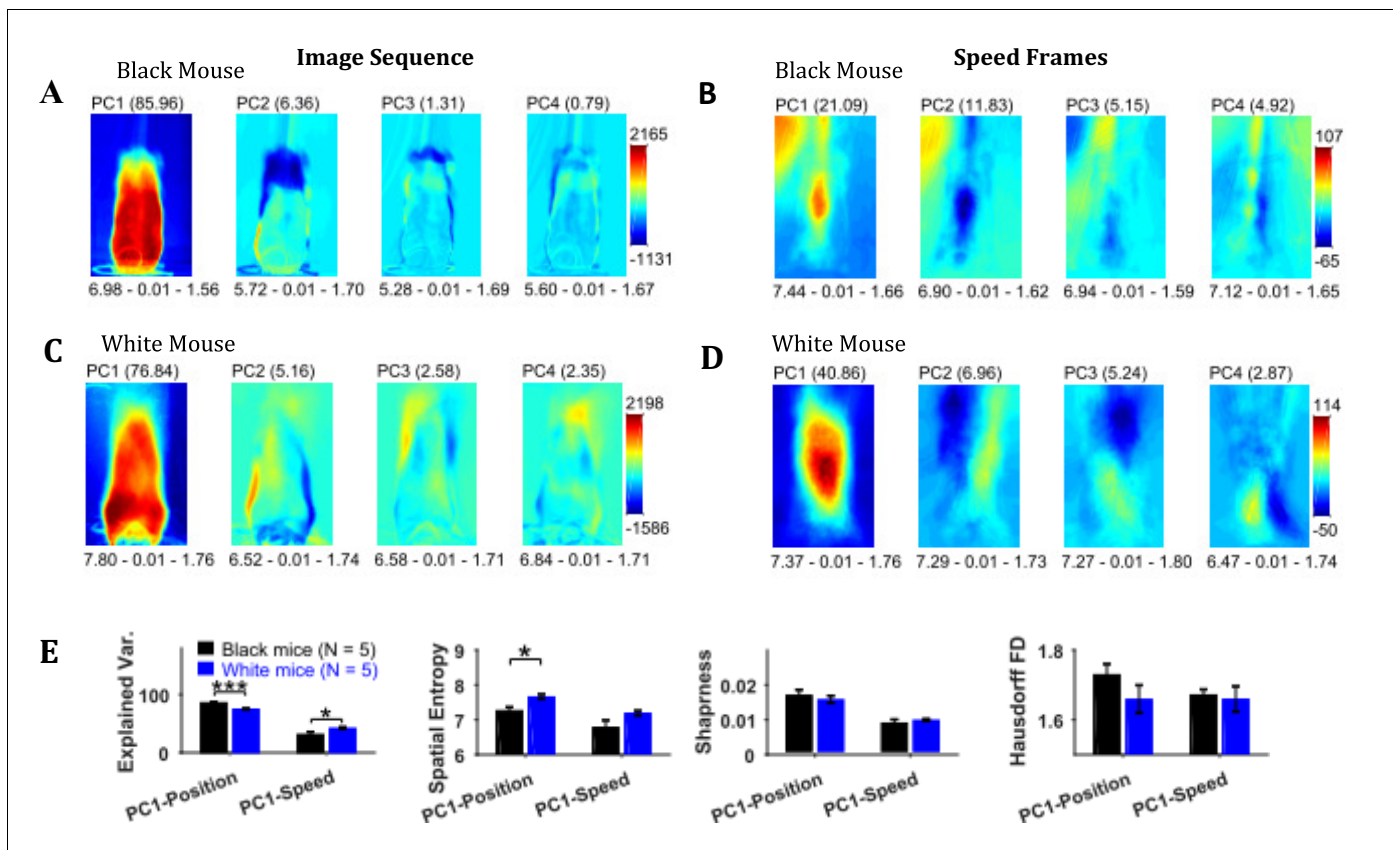 Image Sequence
Speed Frames
A
Black Mouse
PC1 (85.96) PC2 (6.36) PC3 (1.31) PC4 (0.79)
2165
-1131
6.98 - 0.01 - 1.56 5.72 - 0.01 - 1.70 5.28 - 0.01 - 1.69 5.60 - 0.01 - 1.67
B
Black Mouse
PC1 (21.09) PC2 (11.83) PC3 (5.15) PC4 (4.92)
107
-65
7.44 - 0.01 - 1.66 6.90 - 0.01 - 1.62 6.94 - 0.01 - 1.59 7.12 - 0.01 - 1.65
C
White Mouse
PC1 (76.84) PC2 (5.16) PC3 (2.58) PC4 (2.35)
2198
-1586
7.80 - 0.01 - 1.76 6.52 - 0.01 - 1.74 6.58 - 0.01 - 1.71 6.84 - 0.01 - 1.71
D
White Mouse
PC1 (40.86) PC2 (6.96) PC3 (5.24) PC4 (2.87)
114
-50
7.37 - 0.01 - 1.76 7.29 - 0.01 - 1.73 7.27 - 0.01 - 1.80 6.47 - 0.01 - 1.74
E
Explained Var.
100
0
Black mice (N = 5)
White mice (N = 5)
***
*
PC1-Position
PC1-Speed
Spatial Entropy
9
8
7
6
*
PC1-Position
PC1-Speed
Shaprness
0.02
0.01
0
PC1-Position
PC1-Speed
Hausdorff FD
1.8
1.6
PC1-Position
PC1-Speed